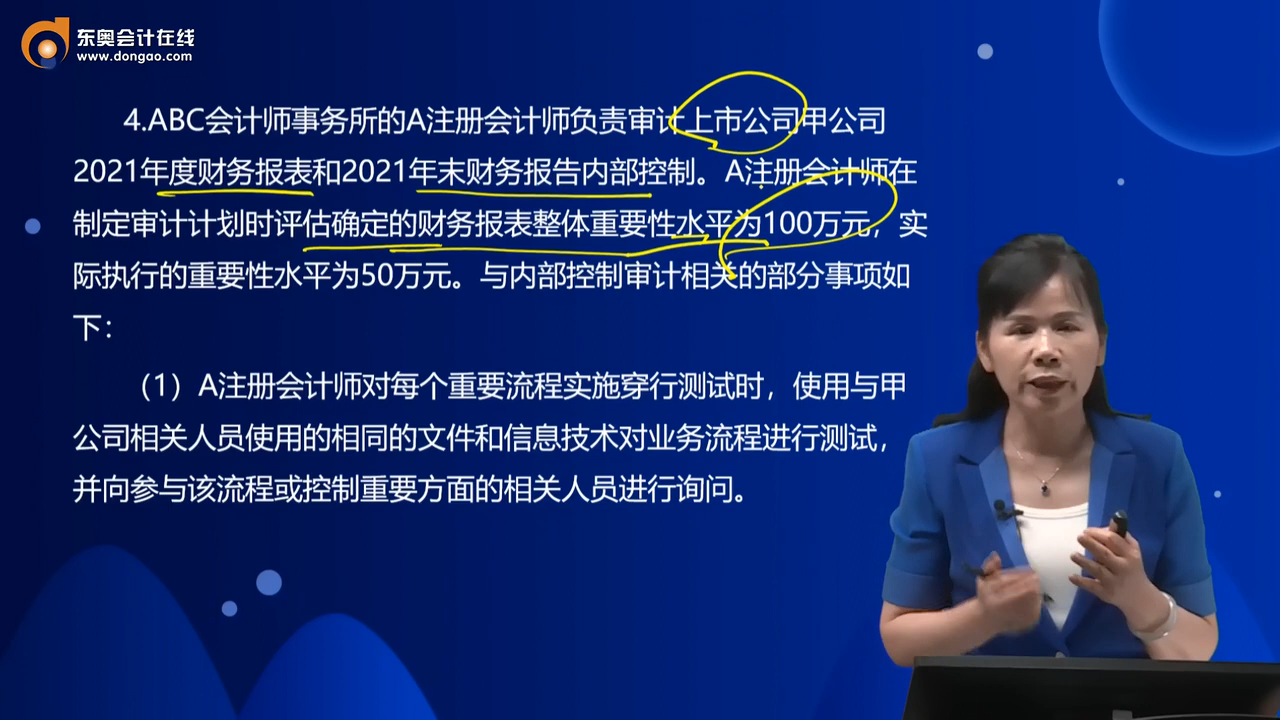 东奥会计在线
www.dongao.com
4.ABC会计师事务所的A注册会计师负责审计上市公司甲公司
2021年度财务报表和2021年末财务报告内部控制。A注册会计师在
制定审计计划时评估确定的财务报表整体重要性水平为100万元，实
际执行的重要性水平为50万元。与内部控制审计相关的部分事项如
下：
（1）A注册会计师对每个重要流程实施穿行测试时，使用与甲
公司相关人员使用的相同的文件和信息技术对业务流程进行测试，
并向参与该流程或控制重要方面的相关人员进行询问。